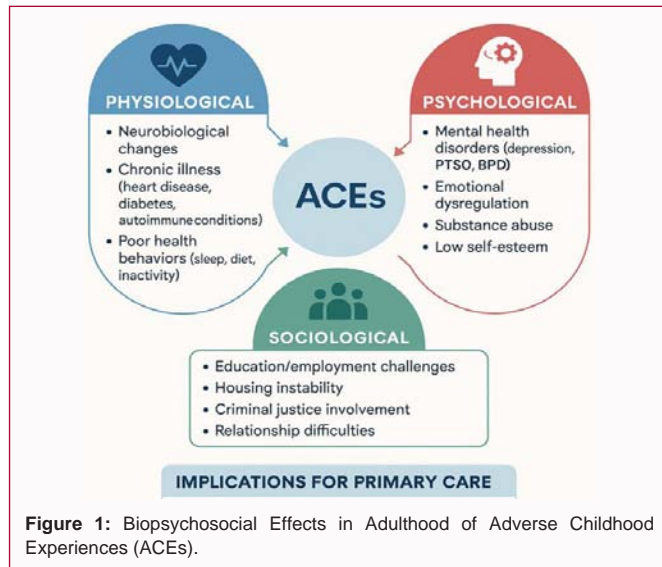 PHYSIOLOGICAL
• Neurobiological
changes
• Chronic illness
(heart disease,
diabetes,
autoimmuneconditions)
• Poor health
behaviors (sleep, diet,
inactivity)
PSYCHOLOGICAL
• Mental health
disorders (depression,
PTSO, BPD)
• Emotional
dysregulation
• Substance abuse
• Low self-esteem
ACEs
SOCIOLOGICAL
• Education/employment challenges
• Housing instability
• Criminal justice involvement
• Relationship difficulties
IMPLICATIONS FOR PRIMARY CARE
Figure 1: Biopsychosocial Effects in Adulthood of Adverse Childhood
Experiences (ACEs).